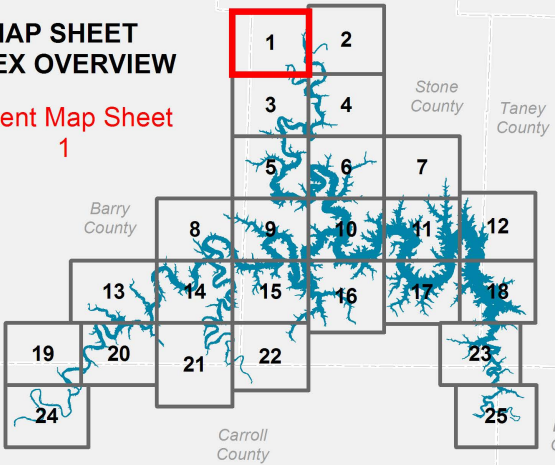 MAP SHEET
EX OVERVIEW
ent Map Sheet
1
1
2
3
4
Stone
County
Taney
County
5
6
7
Barry
County
8
9
10
11
12
13
14
15
16
17
18
19
20
21
22
23
24
25
Carroll
County